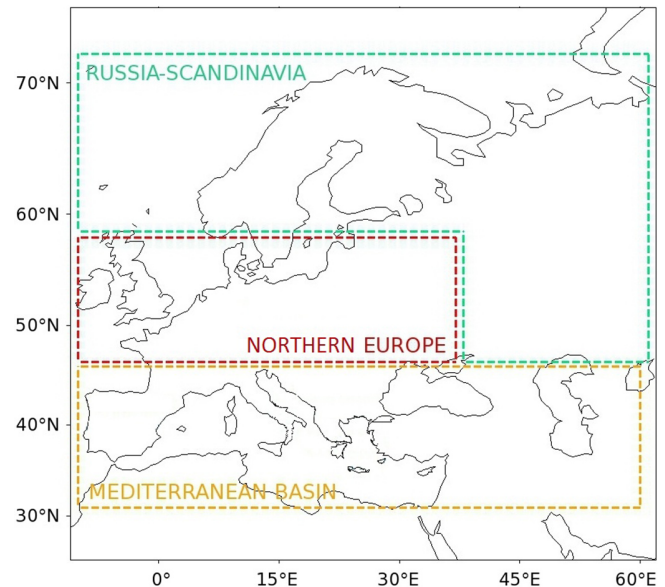 70°N
RUSSIA-SCANDINAVIA
60°N
50°N
NORTHERN EUROPE
40°N
MEDITERRANEAN BASIN
30°N
0° 15°E 30°E 45°E 60°E